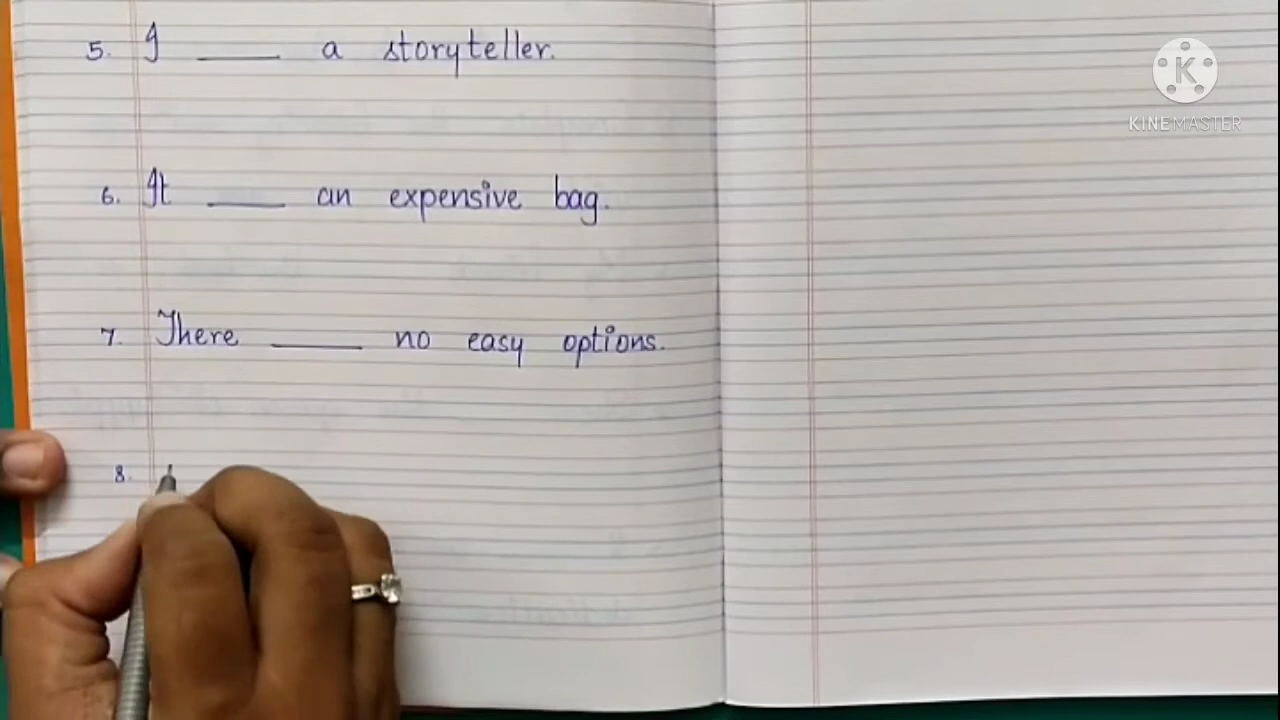 5. I ____ a storyteller.
6. It ____ an expensive bag.
7. There ____ no easy options.
8.
K
KINEMASTER